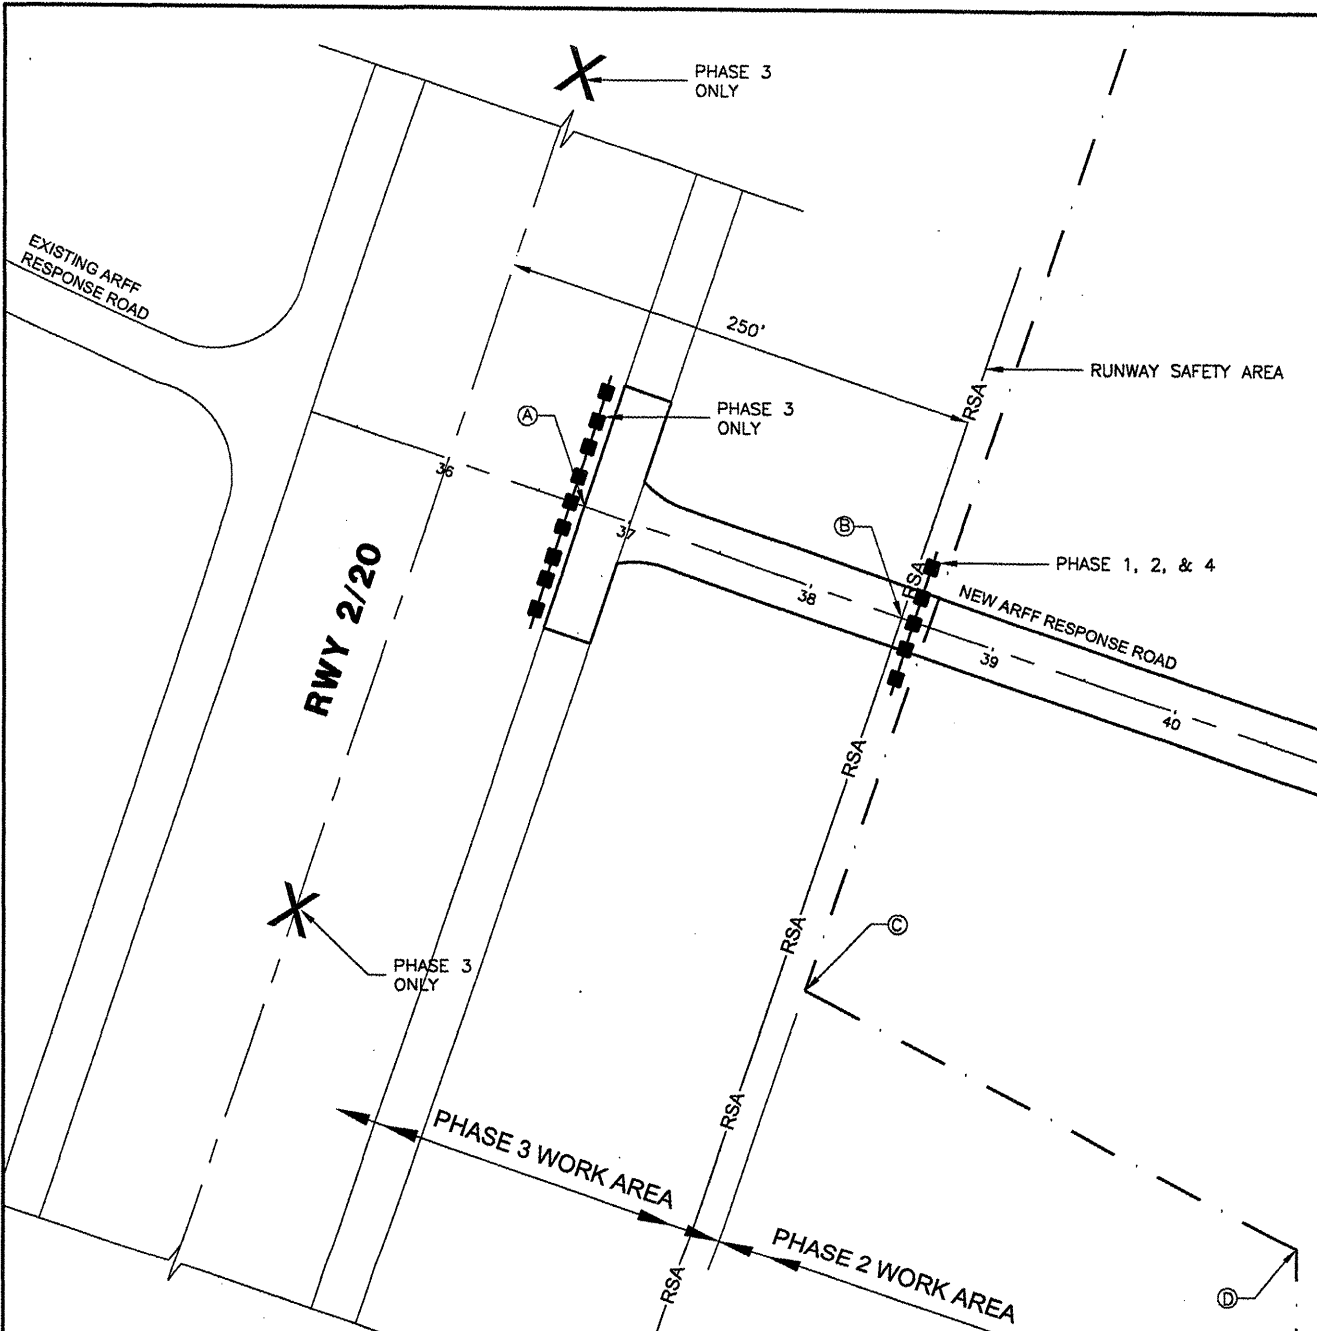 PHASE 3
ONLY
EXISTING ARFF
RESPONSE ROAD
250'
RUNWAY SAFETY AREA
RSA
A
PHASE 3
ONLY
36
37
B
38
RSA
PHASE 1, 2, & 4
NEW ARFF RESPONSE ROAD
39
40
RWY 2/20
RSA
RSA
C
PHASE 3
ONLY
RSA
PHASE 3 WORK AREA
PHASE 2 WORK AREA
RSA
D